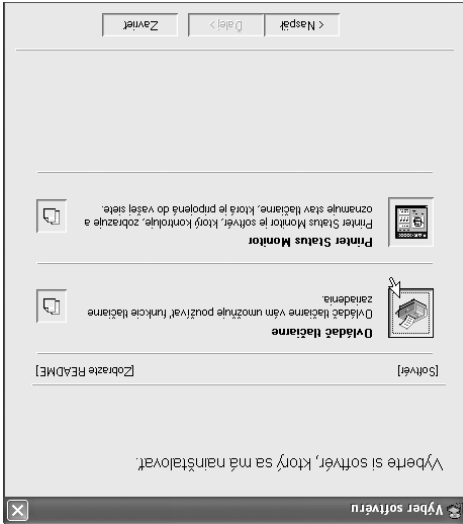 Výber softvéru
Vyberte si softvér, ktorý sa má nainštalovať.
[Softvér] [Zobrazte README]
Ovládač tlačiarne
Ovládač tlačiarne vám umožňuje používať funkcie tlačiarne
zariadenia.
Printer Status Monitor
Printer Status Monitor je softvér, ktorý kontroluje, zobrazuje a
oznamuje stav tlačiarne, ktorá je pripojená do vašej siete.
< Naspäť Ďalej > Zavrieť